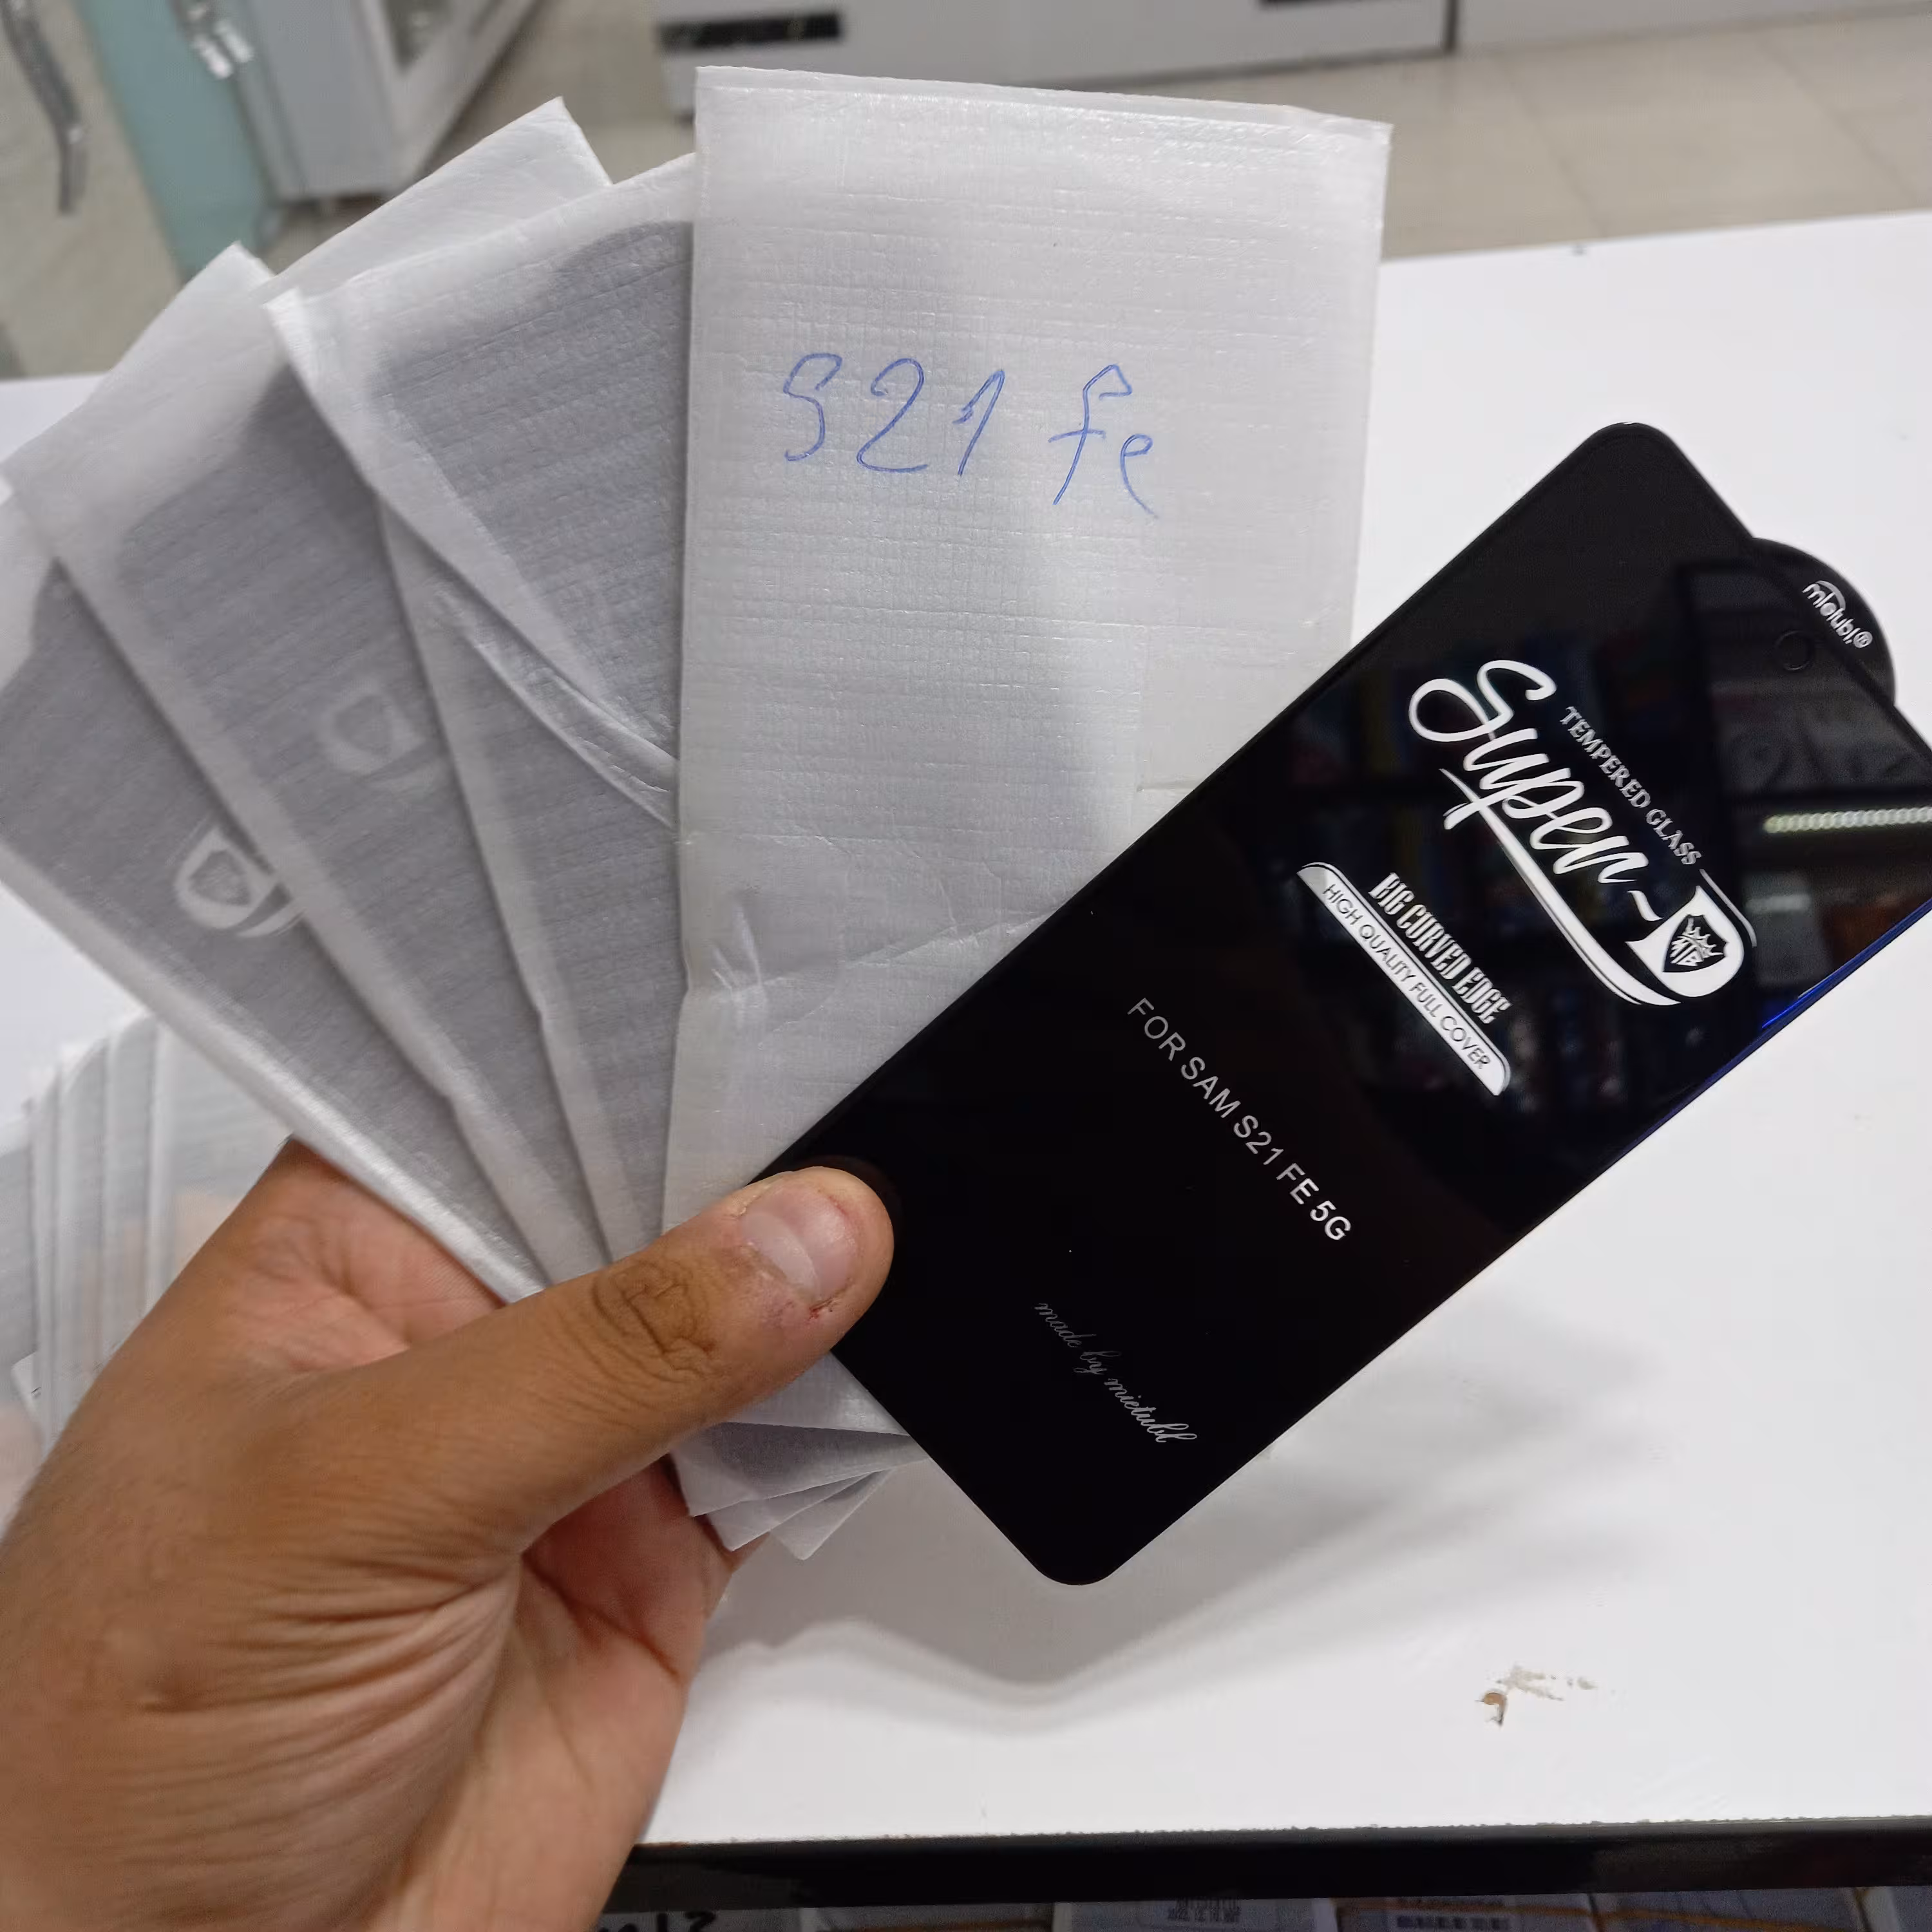 S21 fe
mietubl®
TEMPERED GLASS
Super-D
MTB
BIG CURVED EDGE
HIGH QUALITY FULL COVER
FOR SAM S21 FE 5G
made by mietubl